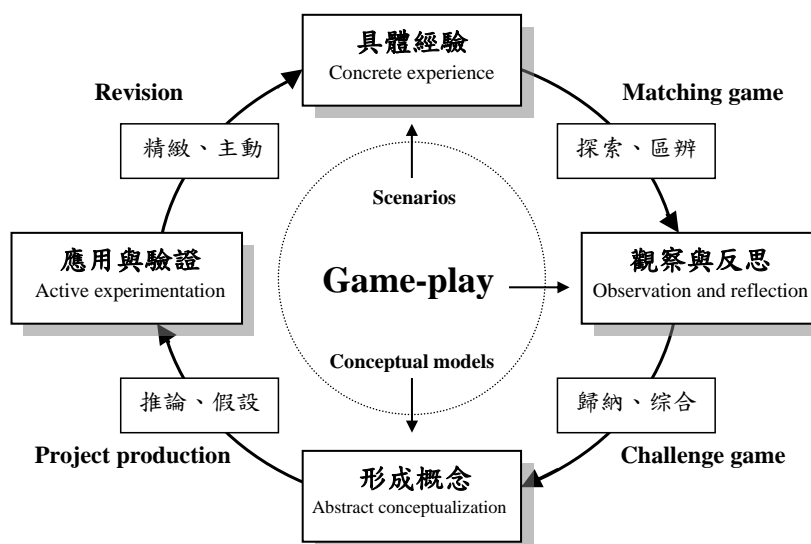 具體經驗
Concrete experience
Revision
Matching game
精緻、主動
探索、區辨
Scenarios
應用與驗證
Active experimentation
Game-play
觀察與反思
Observation and reflection
Conceptual models
推論、假設
歸納、综合
Project production
Challenge game
形成概念
Abstract conceptualization